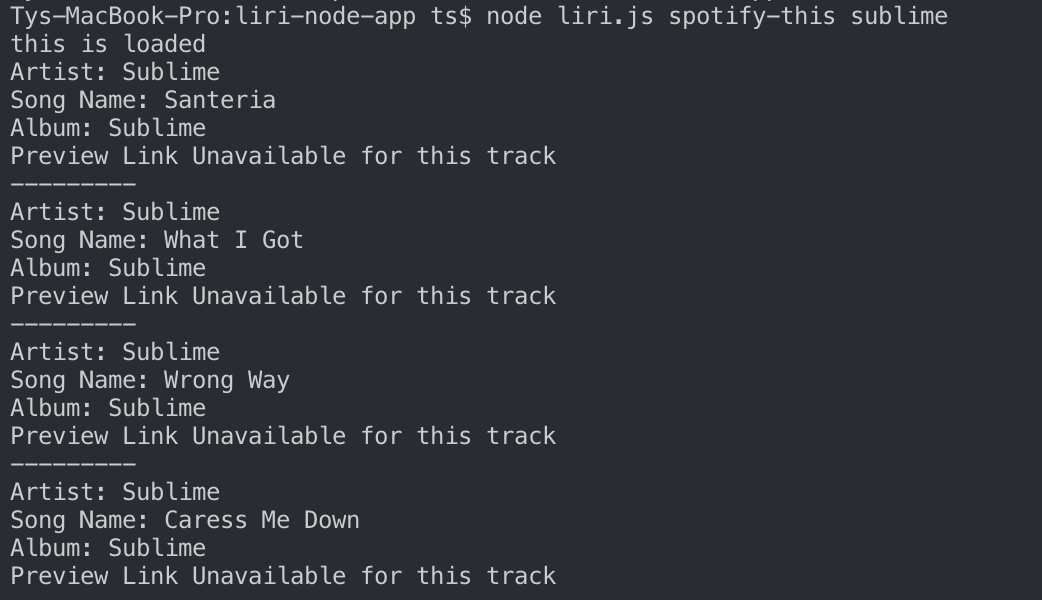 Tys-MacBook-Pro:liri-node-app ts$ node liri.js spotify-this sublime
this is loaded
Artist: Sublime
Song Name: Santeria
Album: Sublime
Preview Link Unavailable for this track
---------
Artist: Sublime
Song Name: What I Got
Album: Sublime
Preview Link Unavailable for this track
---------
Artist: Sublime
Song Name: Wrong Way
Album: Sublime
Preview Link Unavailable for this track
---------
Artist: Sublime
Song Name: Caress Me Down
Album: Sublime
Preview Link Unavailable for this track